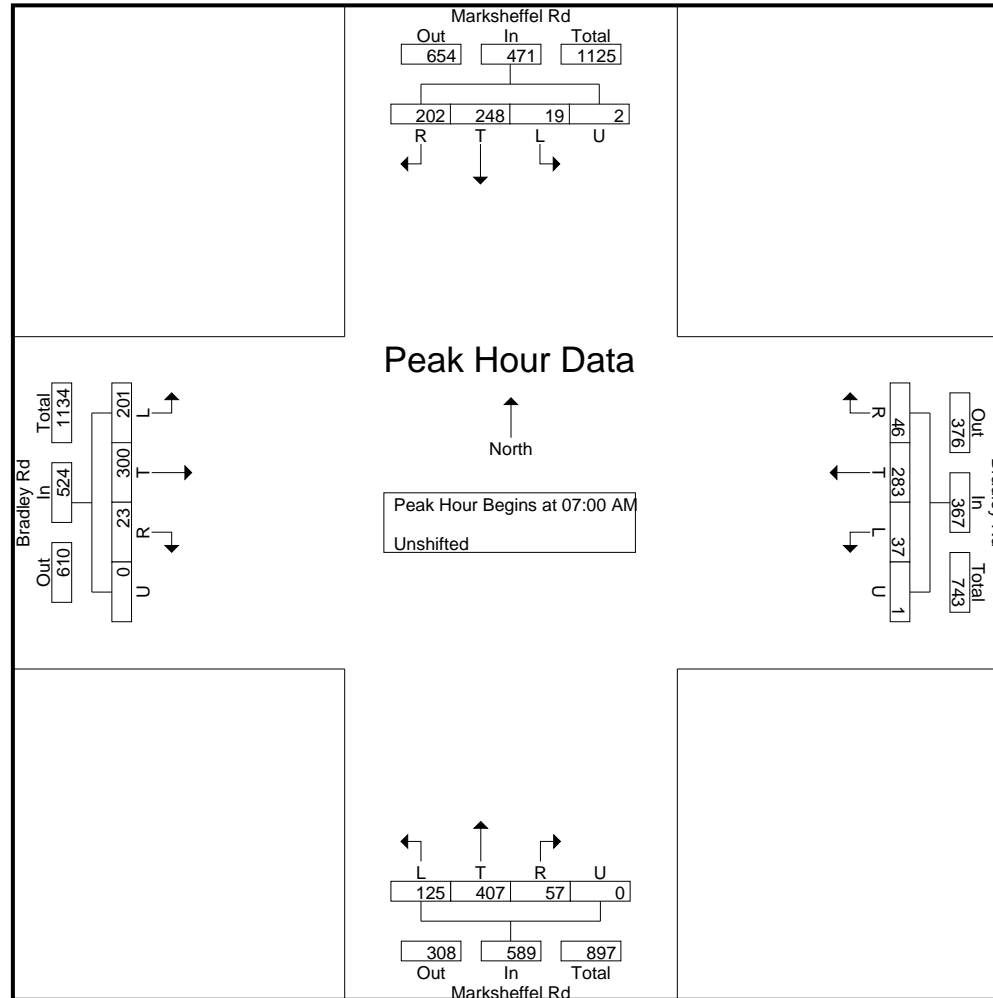 Marksheffel Rd
Out In Total
654 471 1125
202 248 19 2
R T L U
Peak Hour Data
North
Peak Hour Begins at 07:00 AM
Unshifted
Bradley Rd
Total In Out
1134 524 610
201 300 23 0
L T R U
Out In Total
376 367 743
46 283 37 1
R T L U
L T R U
125 407 57 0
308 589 897
Out In Total
Marksheffel Rd